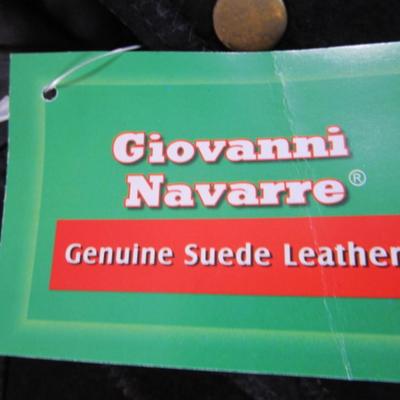 Giovanni
Navarre®
Genuine Suede Leather